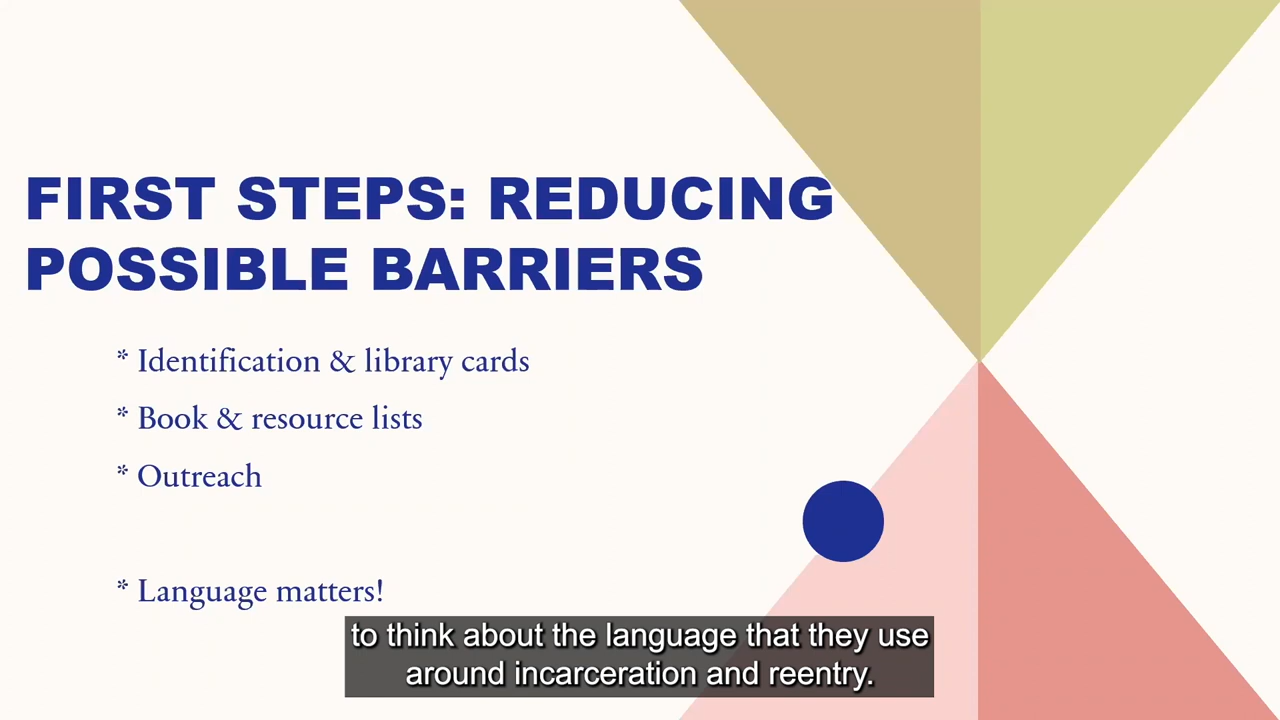 FIRST STEPS: REDUCING
POSSIBLE BARRIERS
* Identification & library cards
* Book & resource lists
* Outreach
* Language matters!
to think about the language that they use
around incarceration and reentry.